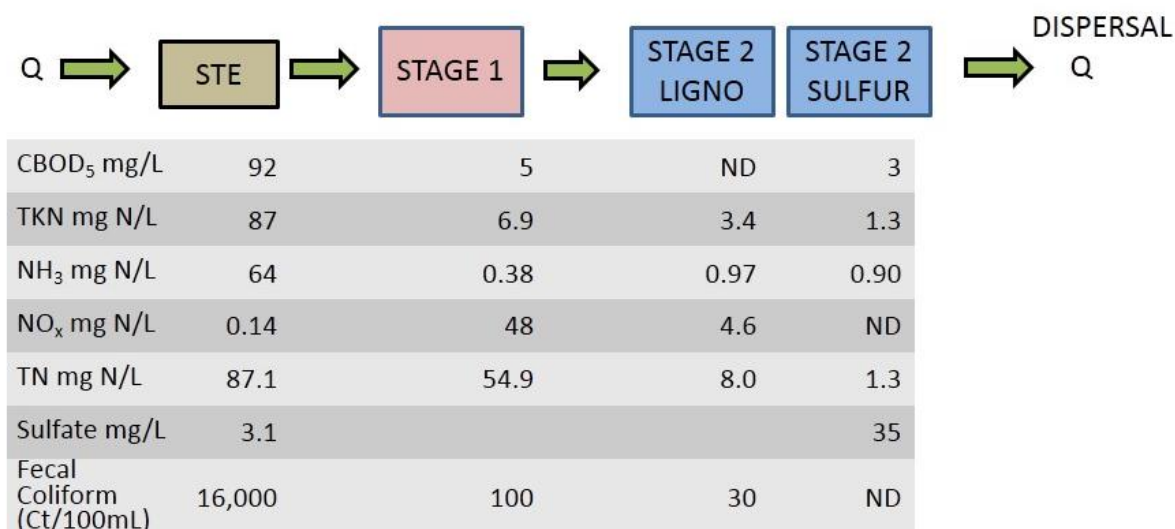 DISPERSAL
Q STE STAGE 1 STAGE 2 LIGNO STAGE 2 SULFUR Q
CBOD₅ mg/L 92 5 ND 3
TKN mg N/L 87 6.9 3.4 1.3
NH₃ mg N/L 64 0.38 0.97 0.90
NOₓ mg N/L 0.14 48 4.6 ND
TN mg N/L 87.1 54.9 8.0 1.3
Sulfate mg/L 3.1 35
Fecal
Coliform
(Ct/100mL) 16,000 100 30 ND